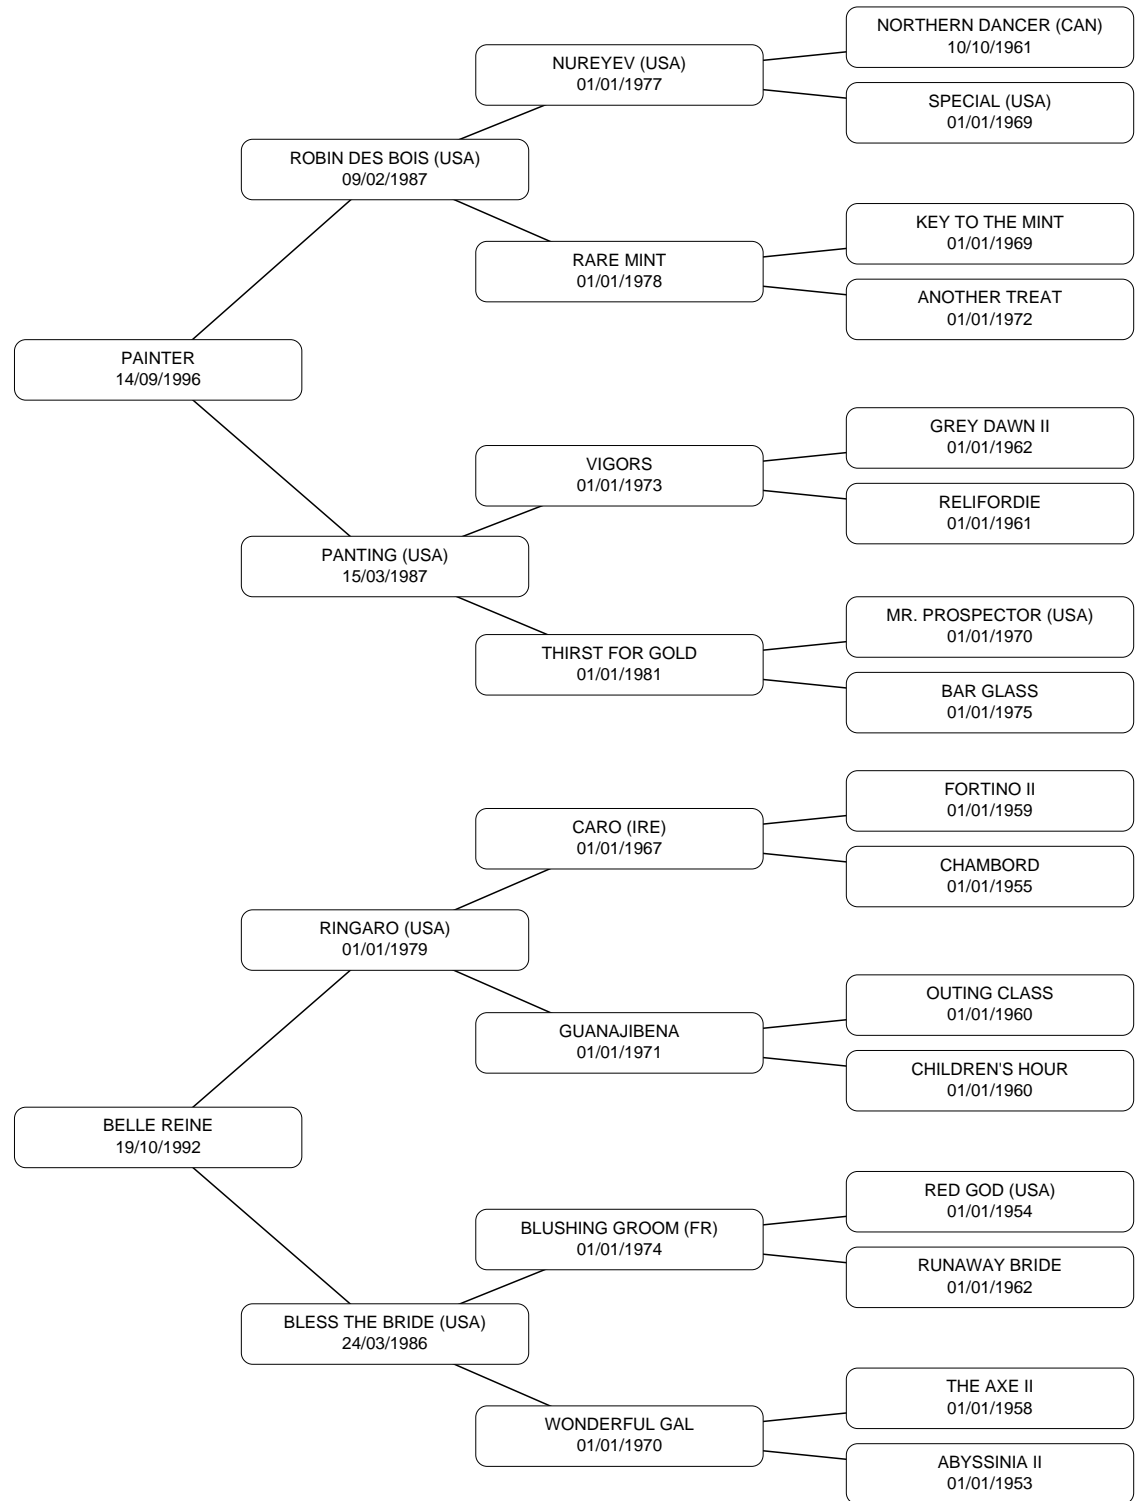 NORTHERN DANCER (CAN)
10/10/1961
NUREYEV (USA)
01/01/1977
SPECIAL (USA)
01/01/1969
ROBIN DES BOIS (USA)
09/02/1987
KEY TO THE MINT
01/01/1969
RARE MINT
01/01/1978
ANOTHER TREAT
01/01/1972
PAINTER
14/09/1996
GREY DAWN II
01/01/1962
VIGORS
01/01/1973
RELIFORDIE
01/01/1961
PANTING (USA)
15/03/1987
MR. PROSPECTOR (USA)
01/01/1970
THIRST FOR GOLD
01/01/1981
BAR GLASS
01/01/1975
FORTINO II
01/01/1959
CARO (IRE)
01/01/1967
CHAMBORD
01/01/1955
RINGARO (USA)
01/01/1979
OUTING CLASS
01/01/1960
GUANAJIBENA
01/01/1971
CHILDREN'S HOUR
01/01/1960
BELLE REINE
19/10/1992
RED GOD (USA)
01/01/1954
BLUSHING GROOM (FR)
01/01/1974
RUNAWAY BRIDE
01/01/1962
BLESS THE BRIDE (USA)
24/03/1986
THE AXE II
01/01/1958
WONDERFUL GAL
01/01/1970
ABYSSINIA II
01/01/1953